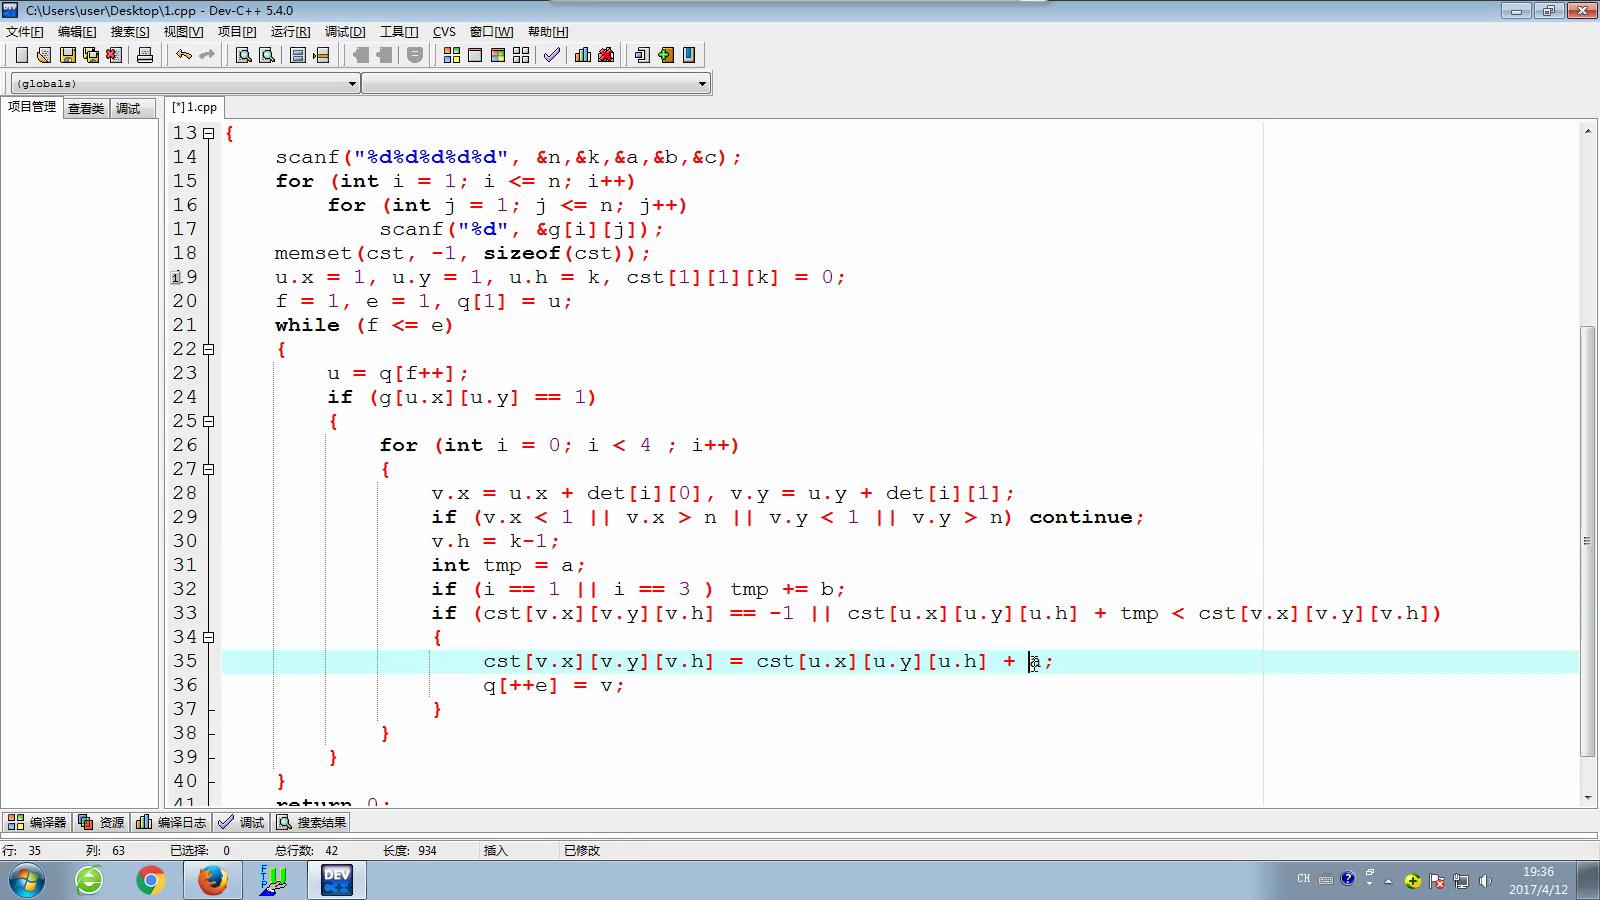 C:\Users\user\Desktop\1.cpp - Dev-C++ 5.4.0
文件[F] 编辑[E] 搜索[S] 视图[V] 项目[P] 运行[R] 调试[D] 工具[T] CVS 窗口[W] 帮助[H]
(globals)
项目管理 查看类 调试 [*] 1.cpp
13 {
14 scanf("%d%d%d%d%d", &n,&k,&a,&b,&c);
15 for (int i = 1; i <= n; i++)
16 for (int j = 1; j <= n; j++)
17 scanf("%d", &g[i][j]);
18 memset(cst, -1, sizeof(cst));
19 u.x = 1, u.y = 1, u.h = k, cst[1][1][k] = 0;
20 f = 1, e = 1, q[1] = u;
21 while (f <= e)
22 {
23 u = q[f++];
24 if (g[u.x][u.y] == 1)
25 {
26 for (int i = 0; i < 4 ; i++)
27 {
28 v.x = u.x + det[i][0], v.y = u.y + det[i][1];
29 if (v.x < 1 || v.x > n || v.y < 1 || v.y > n) continue;
30 v.h = k-1;
31 int tmp = a;
32 if (i == 1 || i == 3 ) tmp += b;
33 if (cst[v.x][v.y][v.h] == -1 || cst[u.x][u.y][u.h] + tmp < cst[v.x][v.y][v.h])
34 {
35 cst[v.x][v.y][v.h] = cst[u.x][u.y][u.h] + a;
36 q[++e] = v;
37 }
38 }
39 }
40 }
41 return 0;
编译器 资源 编译日志 调试 搜索结果
行: 35 列: 63 已选择: 0 总行数: 42 长度: 934 插入 已修改
FTP DEV C++ CH 19:36
2017/4/12